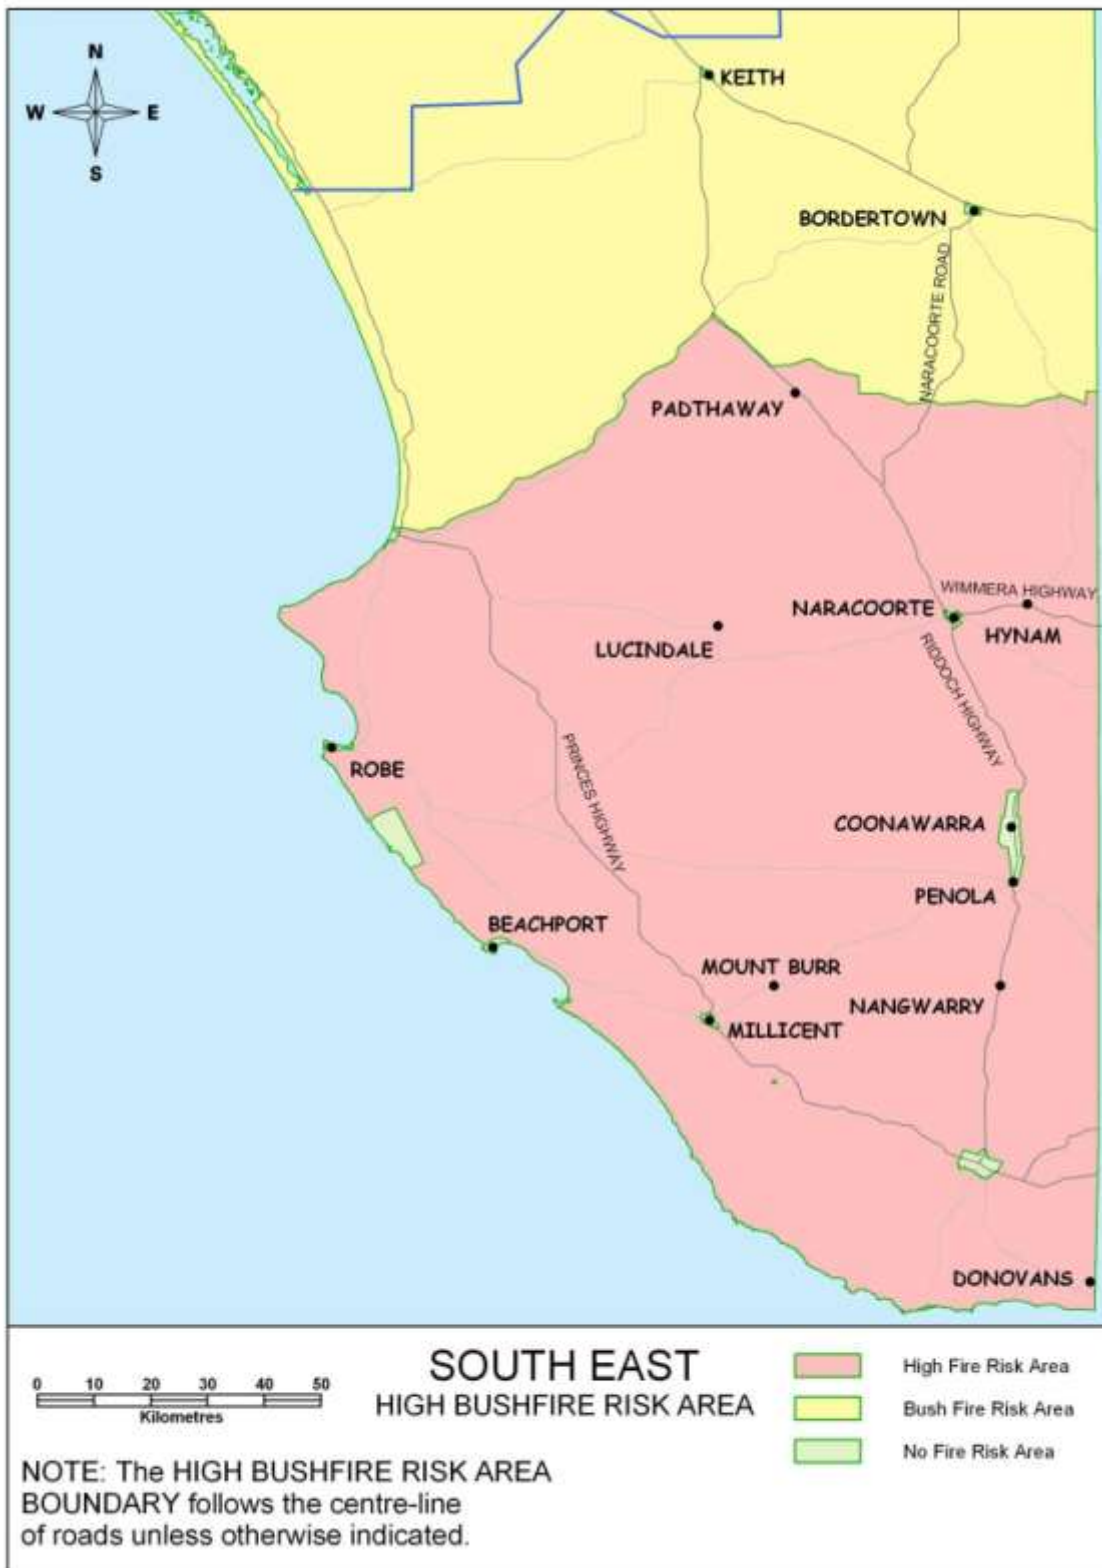 N
W E
S
KEITH
BORDERTOWN
NARACOORTE ROAD
PADTHAWAY
WIMMERA HIGHWAY
NARACOORTE
HYNAM
LUCINDALE
RIDDOCH HIGHWAY
PRINCES HIGHWAY
ROBE
COONAWARRA
PENOLA
BEACHPORT
MOUNT BURR
NANGWARRY
MILLICENT
DONOVANS
SOUTH EAST
HIGH BUSHFIRE RISK AREA
0 10 20 30 40 50
Kilometres
High Fire Risk Area
Bush Fire Risk Area
No Fire Risk Area
NOTE: The HIGH BUSHFIRE RISK AREA
BOUNDARY follows the centre-line
of roads unless otherwise indicated.